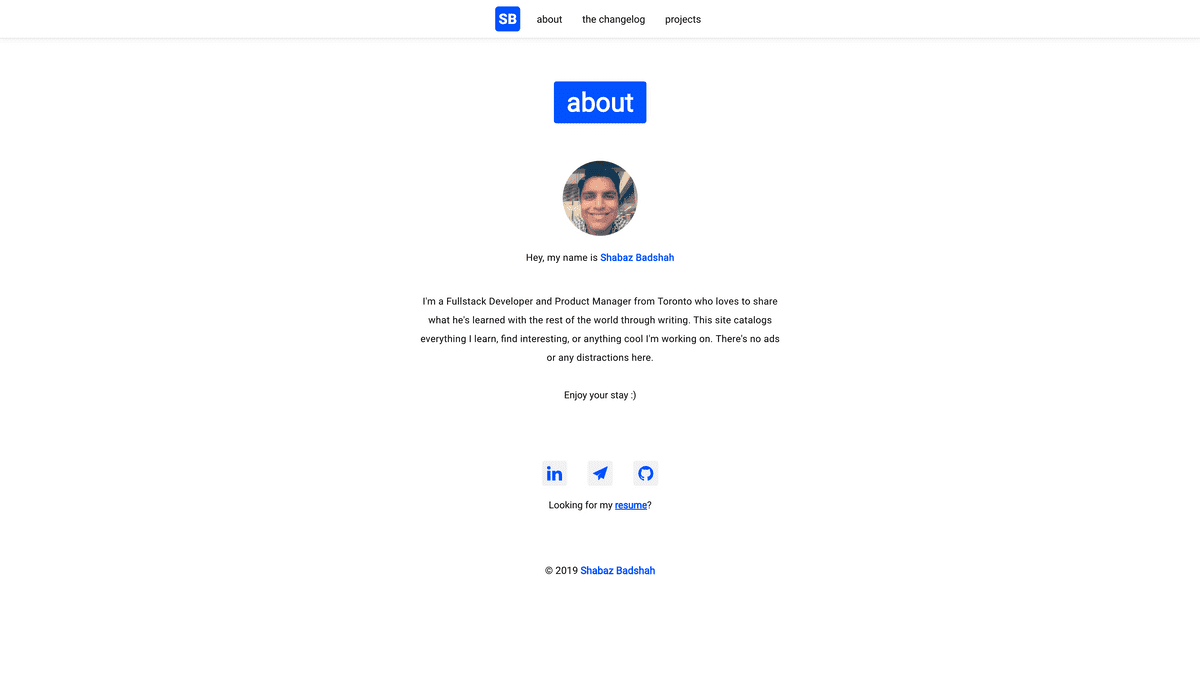 SB about the changelog projects
about
Hey, my name is Shabaz Badshah
I'm a Fullstack Developer and Product Manager from Toronto who loves to share
what he's learned with the rest of the world through writing. This site catalogs
everything I learn, find interesting, or anything cool I'm working on. There's no ads
or any distractions here.
Enjoy your stay :)
in
Looking for my resume?
© 2019 Shabaz Badshah